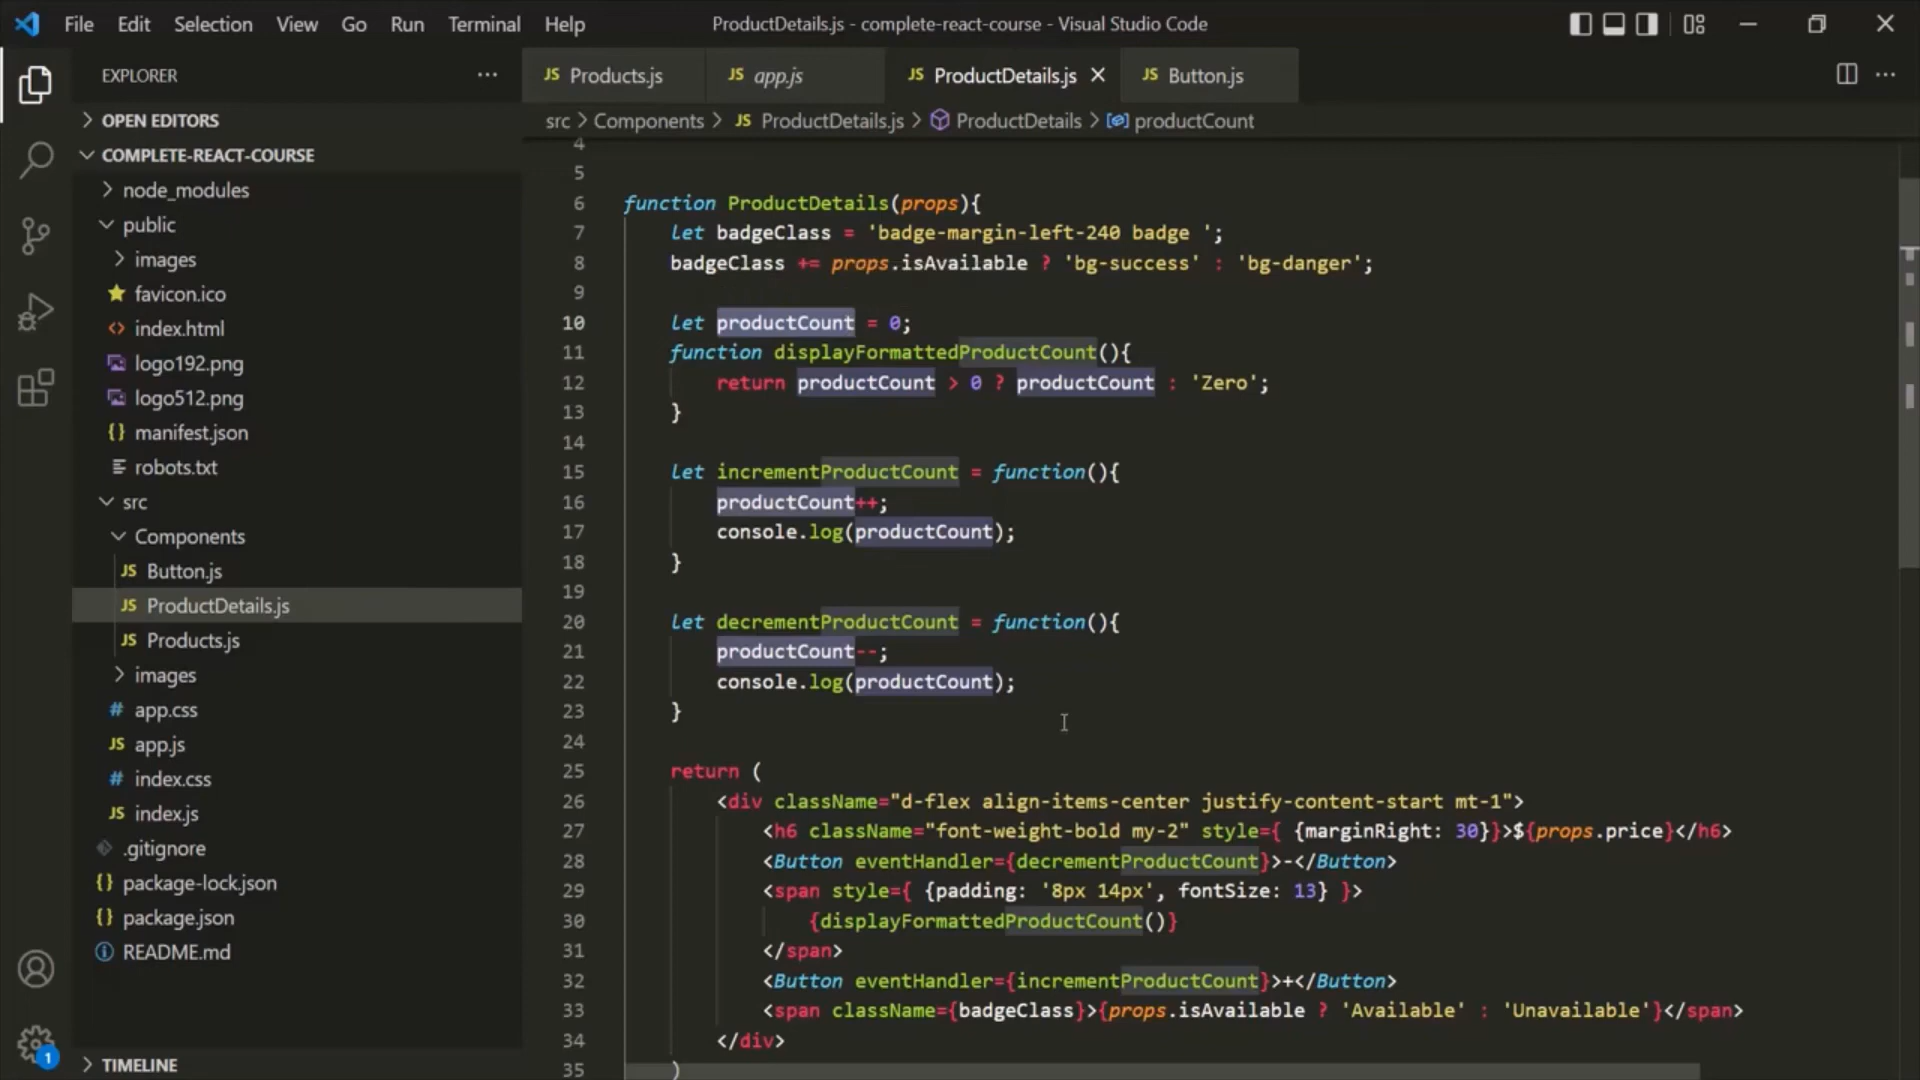 File Edit Selection View Go Run Terminal Help ProductDetails.js - complete-react-course - Visual Studio Code
EXPLORER
JS Products.js JS app.js JS ProductDetails.js JS Button.js
OPEN EDITORS
src > Components > JS ProductDetails.js > ProductDetails > productCount
COMPLETE-REACT-COURSE
node_modules
public
images
favicon.ico
index.html
logo192.png
logo512.png
manifest.json
robots.txt
src
Components
JS Button.js
JS ProductDetails.js
JS Products.js
images
# app.css
JS app.js
# index.css
JS index.js
.gitignore
{} package-lock.json
{} package.json
README.md
1
TIMELINE
4
5
6 function ProductDetails(props){
7 let badgeClass = 'badge-margin-left-240 badge ';
8 badgeClass += props.isAvailable ? 'bg-success' : 'bg-danger';
9
10 let productCount = 0;
11 function displayFormattedProductCount(){
12 return productCount > 0 ? productCount : 'Zero';
13 }
14
15 let incrementProductCount = function(){
16 productCount++;
17 console.log(productCount);
18 }
19
20 let decrementProductCount = function(){
21 productCount--;
22 console.log(productCount);
23 }
24
25 return (
26 <div className="d-flex align-items-center justify-content-start mt-1">
27 <h6 className="font-weight-bold my-2" style={ {marginRight: 30}}>${props.price}</h6>
28 <Button eventHandler={decrementProductCount}>-</Button>
29 <span style={ {padding: '8px 14px', fontSize: 13} }>
30 {displayFormattedProductCount()}
31 </span>
32 <Button eventHandler={incrementProductCount}>+</Button>
33 <span className={badgeClass}>{props.isAvailable ? 'Available' : 'Unavailable'}</span>
34 </div>
35 )